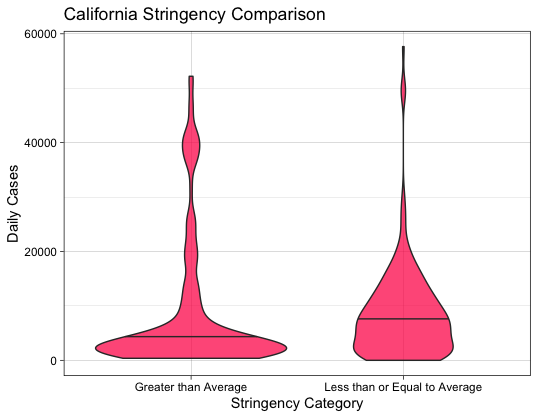 California Stringency Comparison
60000
40000
20000
0
Daily Cases
Greater than Average
Less than or Equal to Average
Stringency Category